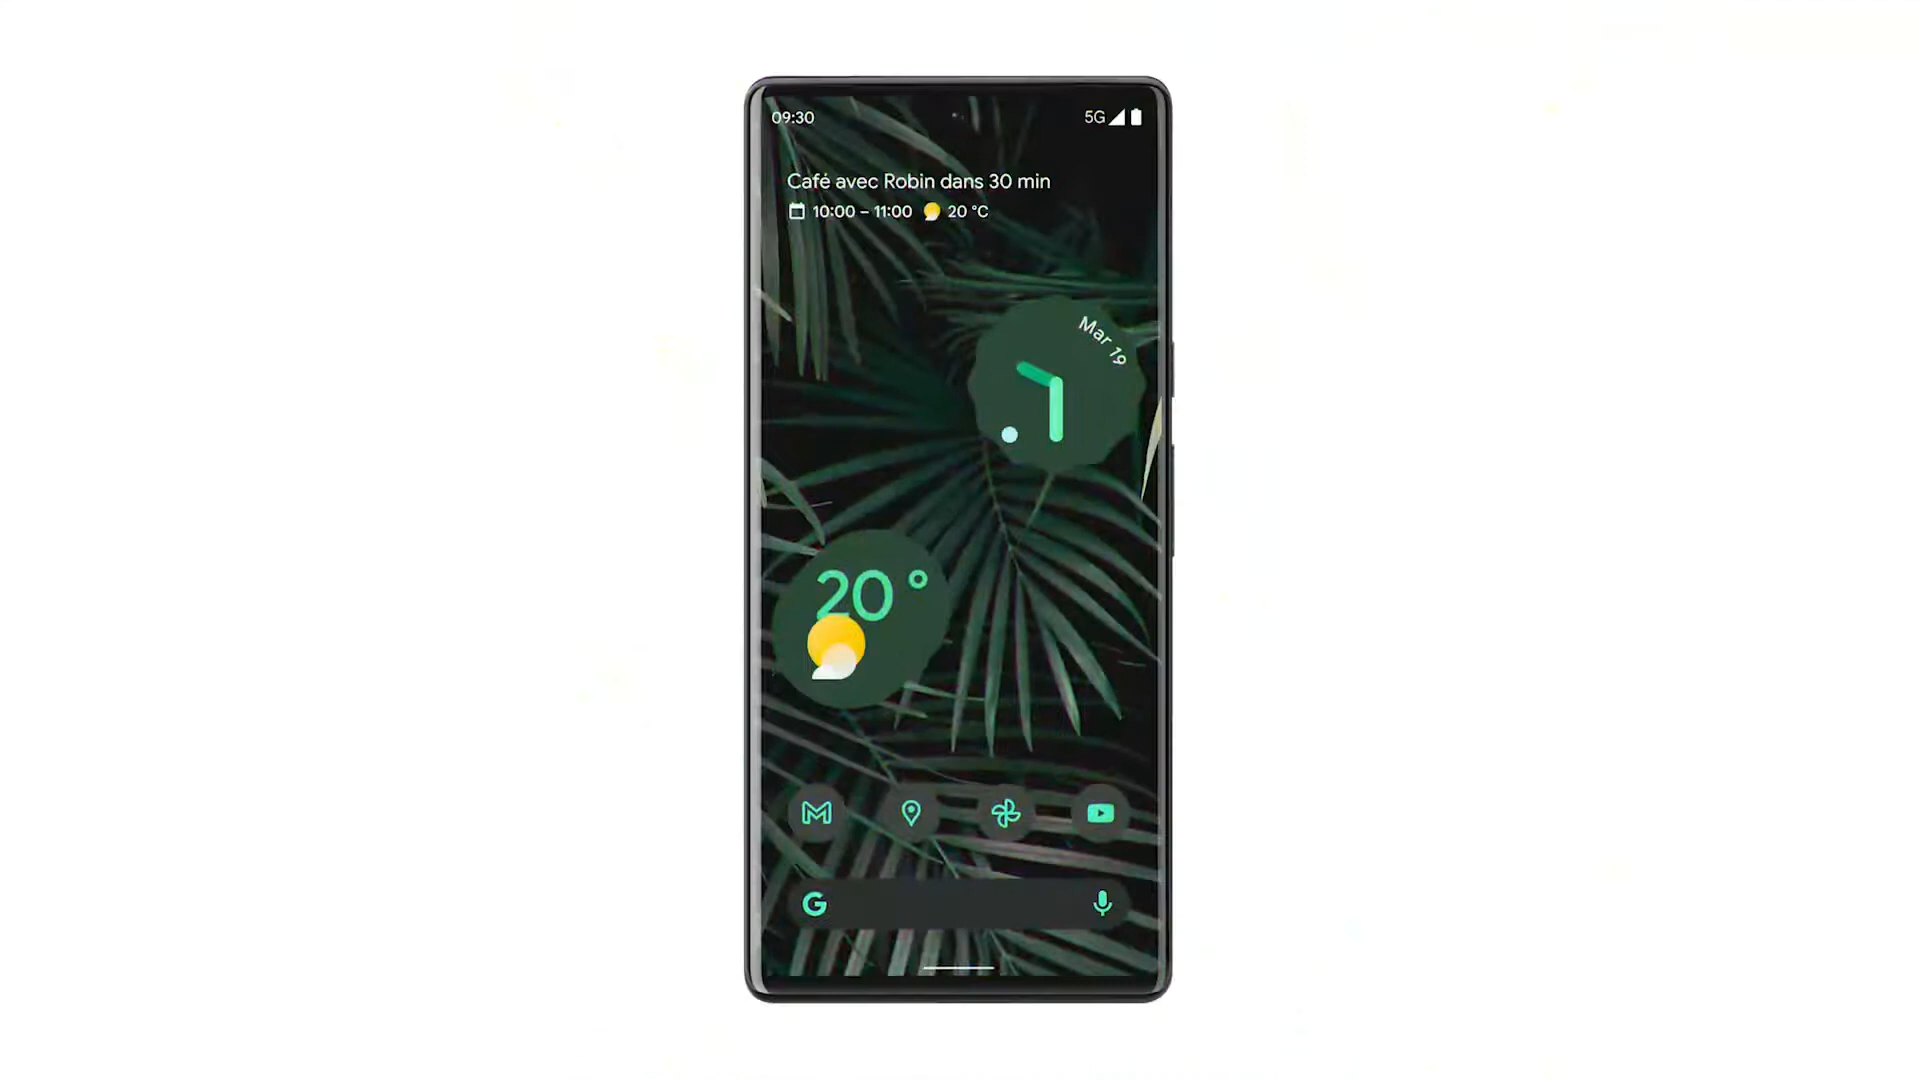 09:30
5G
Café avec Robin dans 30 min
10:00 – 11:00 20 °C
Mar 19
20°